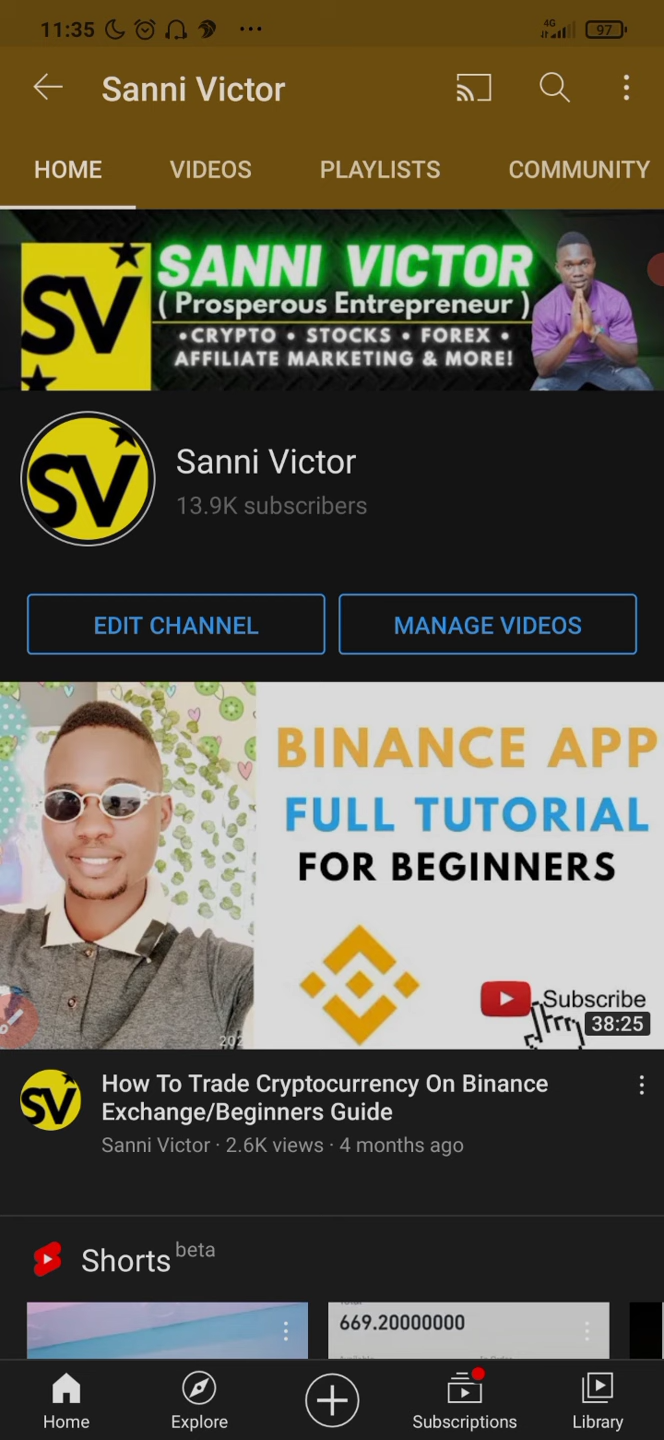 11:35
4G
97
Sanni Victor
HOME VIDEOS PLAYLISTS COMMUNITY
SV
SANNI VICTOR
( Prosperous Entrepreneur )
•CRYPTO • STOCKS • FOREX •
AFFILIATE MARKETING & MORE!
SV
Sanni Victor
13.9K subscribers
EDIT CHANNEL
MANAGE VIDEOS
BINANCE APP
FULL TUTORIAL
FOR BEGINNERS
Subscribe
38:25
SV
How To Trade Cryptocurrency On Binance
Exchange/Beginners Guide
Sanni Victor · 2.6K views · 4 months ago
Shorts beta
669.20000000
Home Explore Subscriptions Library